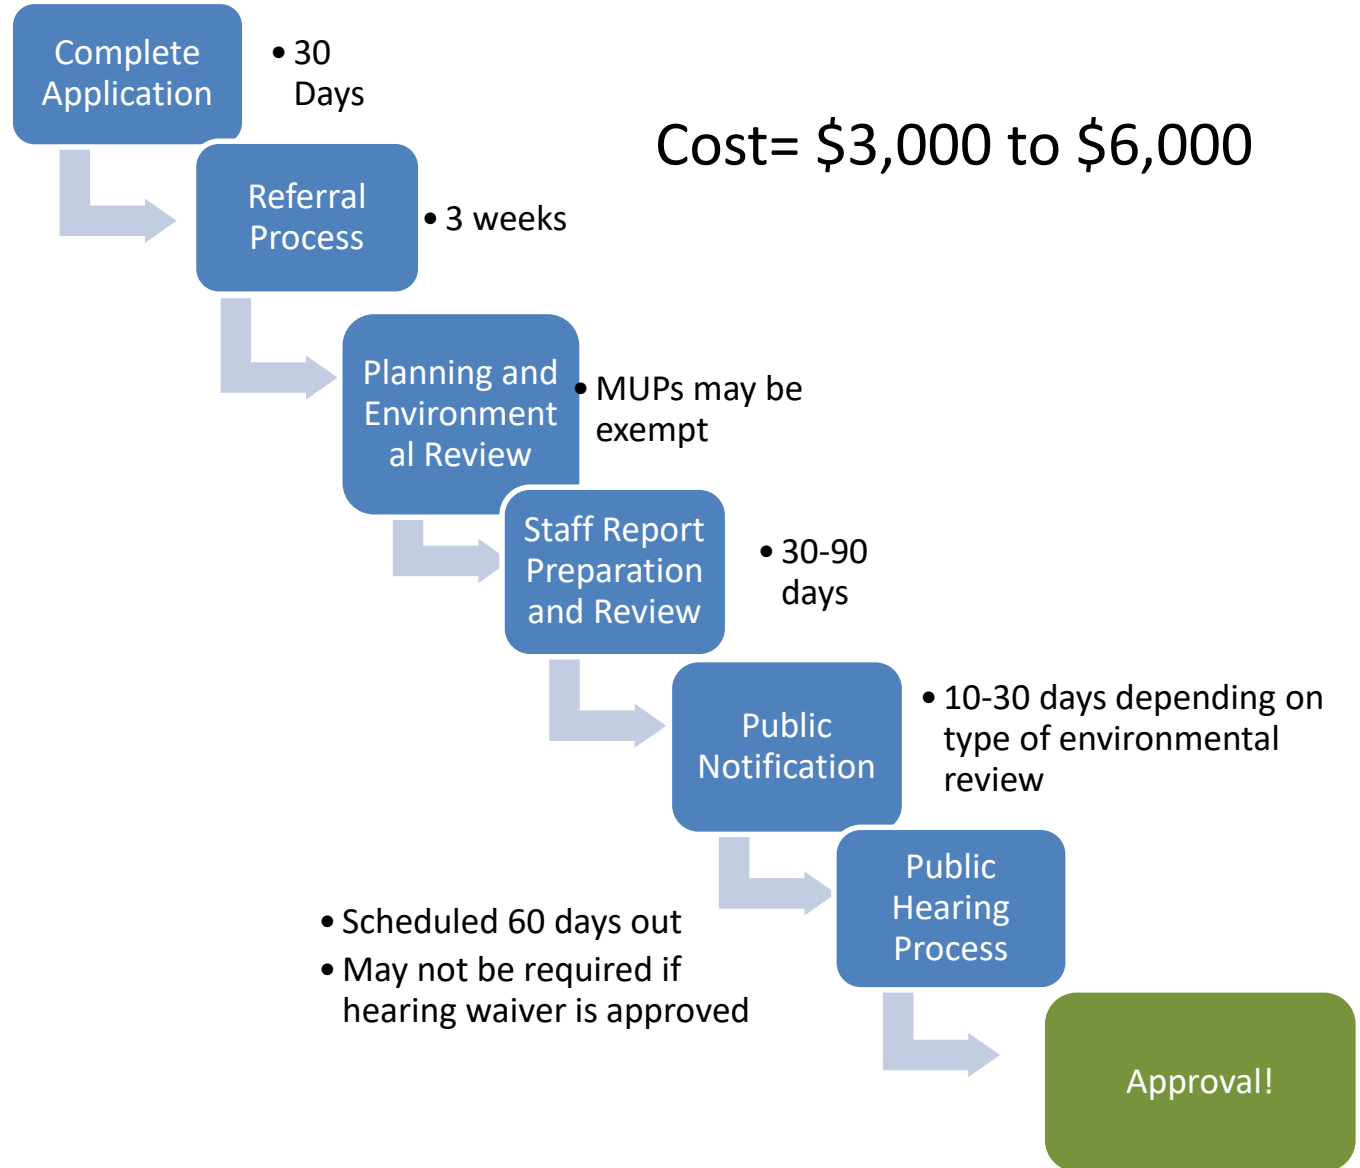 Complete
Application
• 30
Days
Cost= $3,000 to $6,000
Referral
Process
• 3 weeks
Planning and
Environment
al Review
• MUPs may be
exempt
Staff Report
Preparation
and Review
• 30-90
days
Public
Notification
• 10-30 days depending on
type of environmental
review
Public
Hearing
Process
• Scheduled 60 days out
• May not be required if
hearing waiver is approved
Approval!